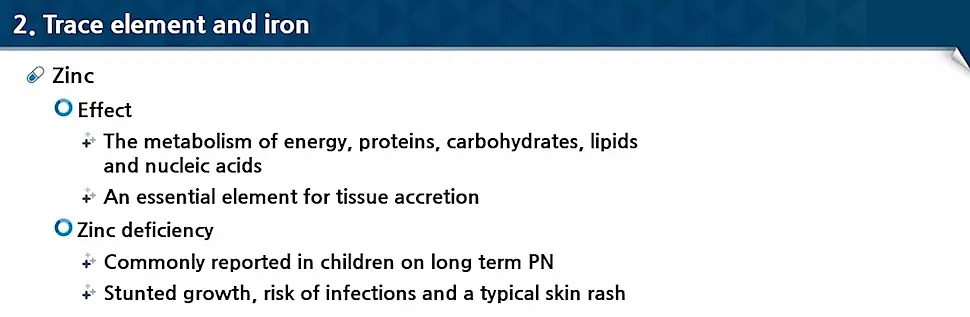 2. Trace element and iron
Zinc
Effect
The metabolism of energy, proteins, carbohydrates, lipids
and nucleic acids
An essential element for tissue accretion
Zinc deficiency
Commonly reported in children on long term PN
Stunted growth, risk of infections and a typical skin rash